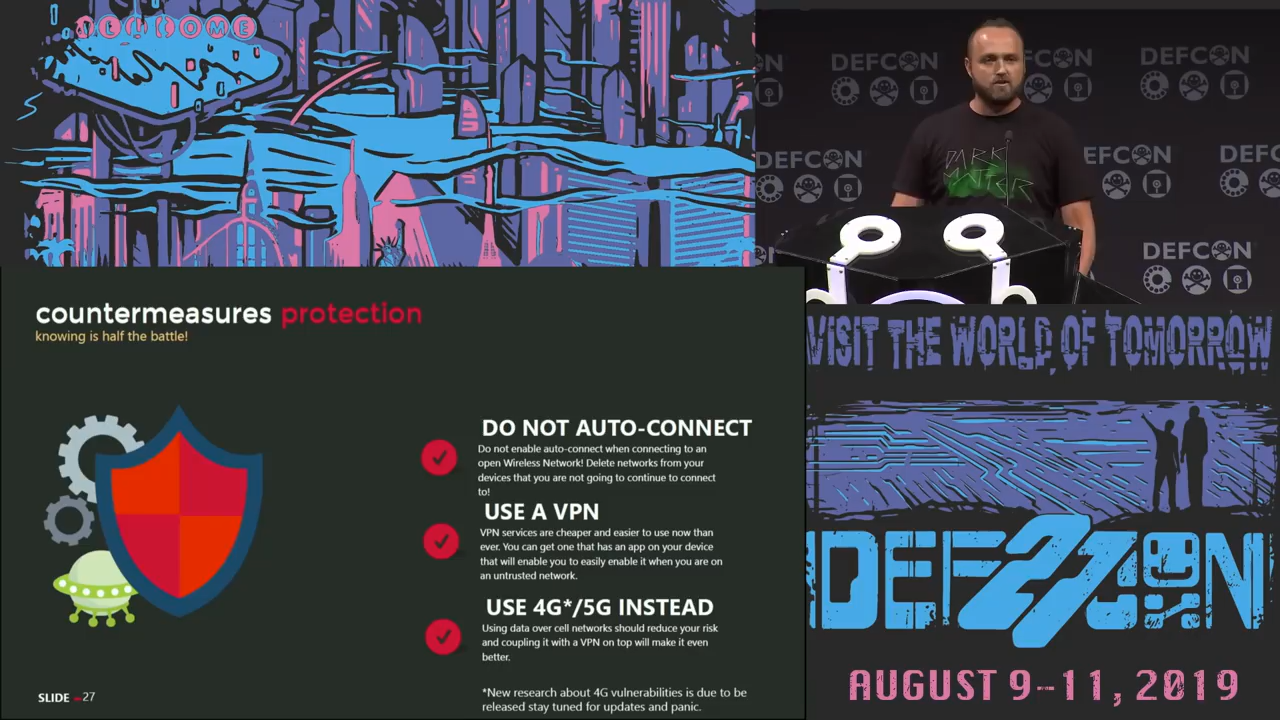 WELCOME
DEFCON
DEFCON
DEFCON
EFCON
DEFC
DEFCON
DARK
MATTER
countermeasures protection
knowing is half the battle!
DO NOT AUTO-CONNECT
Do not enable auto-connect when connecting to an
open Wireless Network! Delete networks from your
devices that you are not going to continue to connect
to!
USE A VPN
VPN services are cheaper and easier to use now than
ever. You can get one that has an app on your device
that will enable you to easily enable it when you are on
an untrusted network.
USE 4G*/5G INSTEAD
Using data over cell networks should reduce your risk
and coupling it with a VPN on top will make it even
better.
*New research about 4G vulnerabilities is due to be
released stay tuned for updates and panic.
SLIDE 27
VISIT THE WORLD OF TOMORROW
DEF 27 CON
AUGUST 9-11, 2019